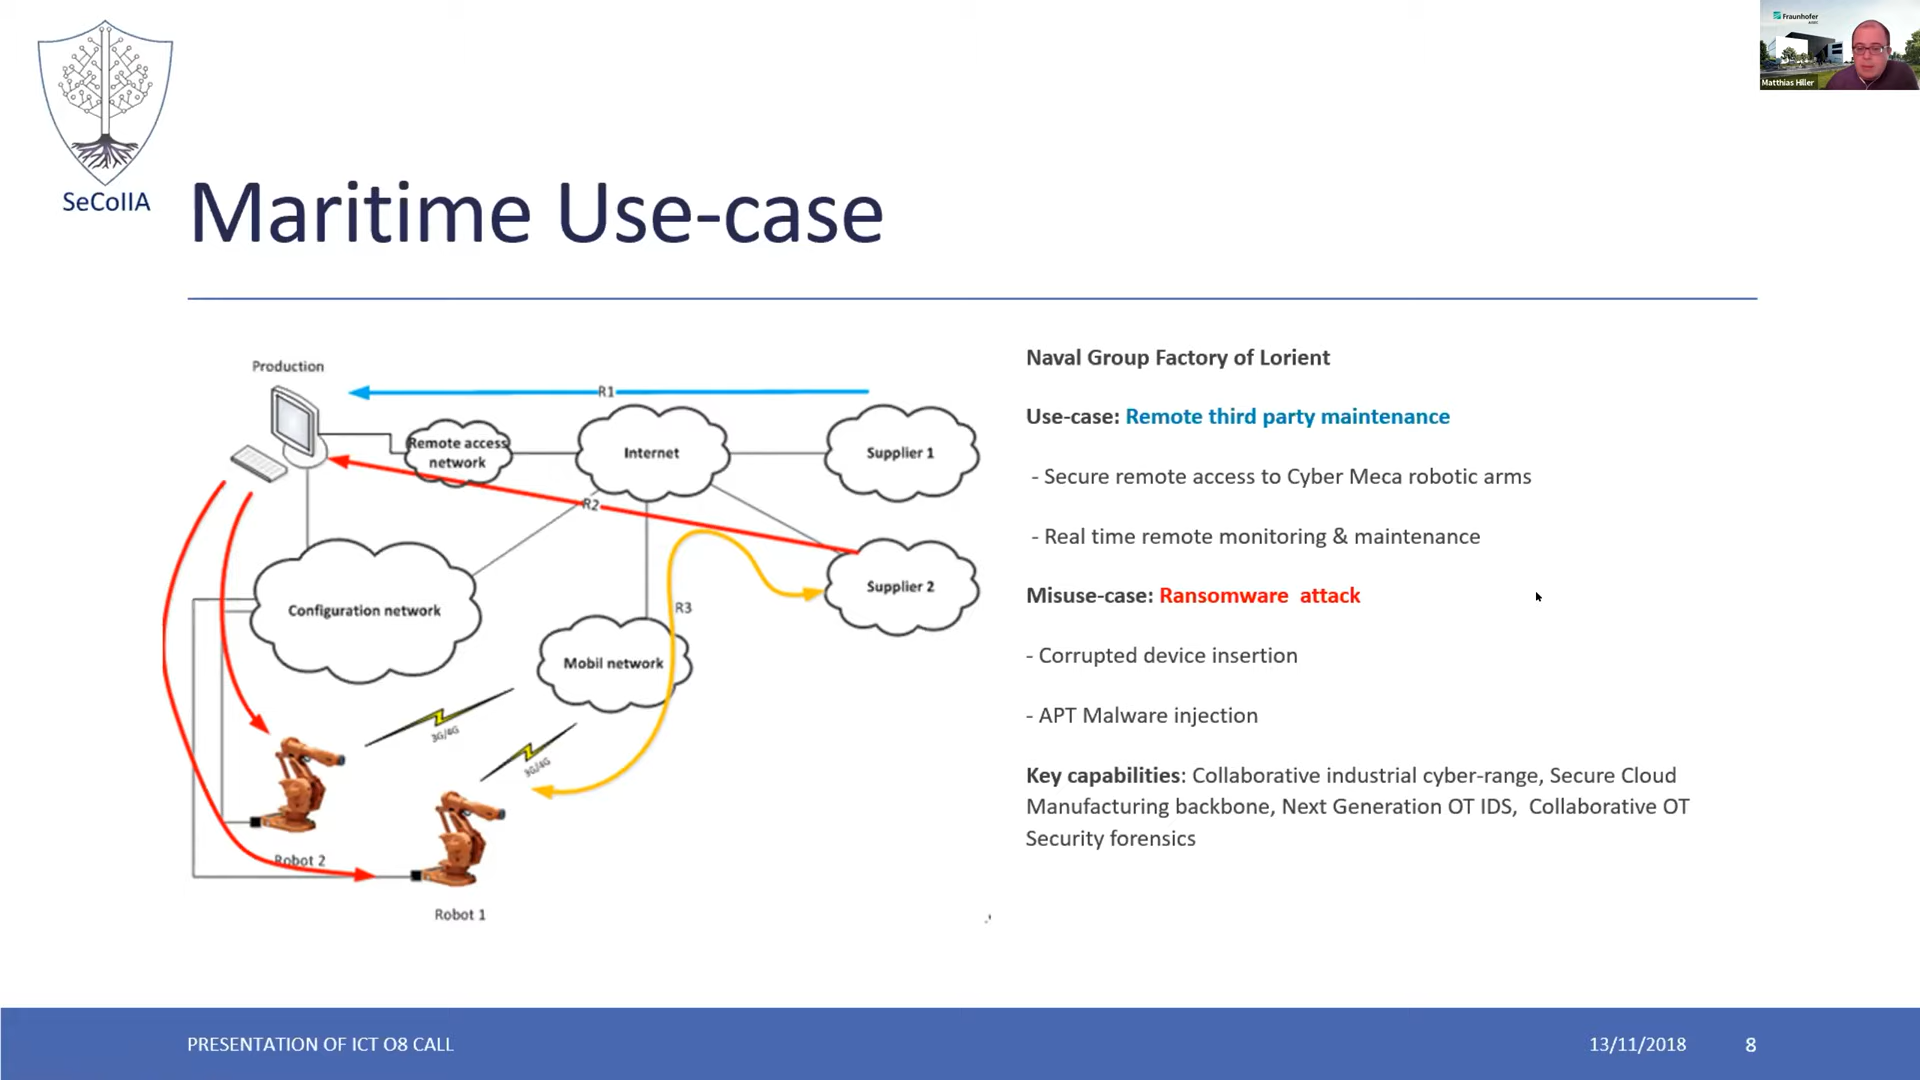 Fraunhofer
Matthias Hiller
SeCoIIA
Maritime Use-case
Production
R1
Remote access
network
Internet
Supplier 1
R2
Supplier 2
Configuration network
R3
Mobil network
3G/4G
3G/4G
Robot 2
Robot 1
Naval Group Factory of Lorient
Use-case: Remote third party maintenance
- Secure remote access to Cyber Meca robotic arms
- Real time remote monitoring & maintenance
Misuse-case: Ransomware attack
- Corrupted device insertion
- APT Malware injection
Key capabilities: Collaborative industrial cyber-range, Secure Cloud
Manufacturing backbone, Next Generation OT IDS, Collaborative OT
Security forensics
PRESENTATION OF ICT O8 CALL
13/11/2018
8